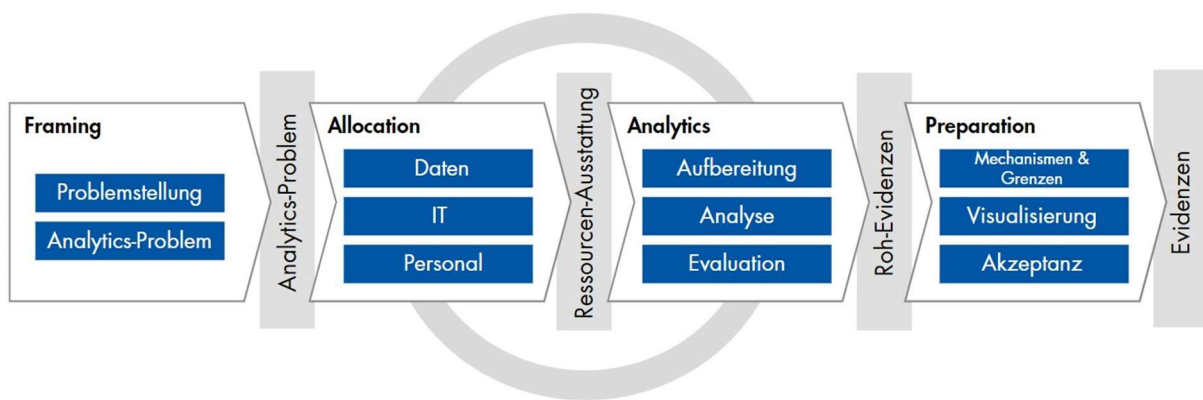 Framing
Problemstellung
Analytics-Problem
Analytics-Problem
Allocation
Daten
IT
Personal
Ressourcen-Ausstattung
Analytics
Aufbereitung
Analyse
Evaluation
Roh-Evidenzen
Preparation
Mechanismen &
Grenzen
Visualisierung
Akzeptanz
Evidenzen